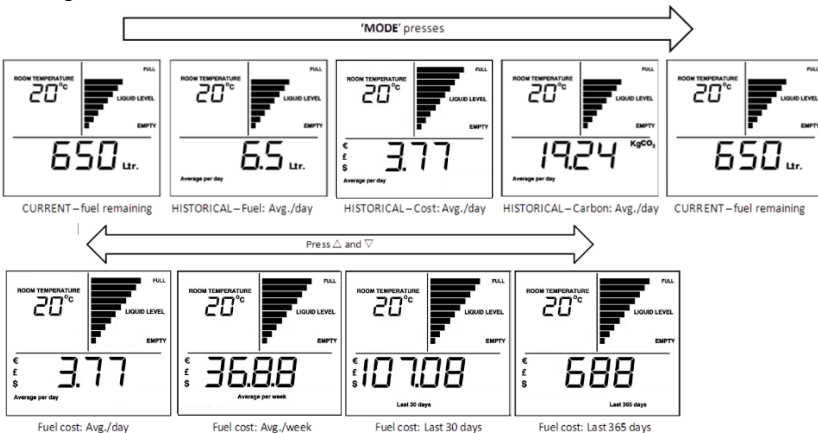 'MODE' presses
FULL FULL FULL FULL FULL
ROOM TEMPERATURE ROOM TEMPERATURE ROOM TEMPERATURE ROOM TEMPERATURE ROOM TEMPERATURE
20°C 20°C 20°C 20°C 20°C
LIQUID LEVEL LIQUID LEVEL LIQUID LEVEL LIQUID LEVEL LIQUID LEVEL
EMPTY EMPTY EMPTY EMPTY EMPTY
650 Ltr. 6.5 Ltr. € £ $ 3.77 19.24 KgCO₂ 650 Ltr.
Average per day Average per day Average per day
CURRENT – fuel remaining HISTORICAL – Fuel: Avg./day HISTORICAL – Cost: Avg./day HISTORICAL – Carbon: Avg./day CURRENT – fuel remaining
Press △ and ▽
FULL FULL FULL FULL
ROOM TEMPERATURE ROOM TEMPERATURE ROOM TEMPERATURE ROOM TEMPERATURE
20°C 20°C 20°C 20°C
LIQUID LEVEL LIQUID LEVEL LIQUID LEVEL LIQUID LEVEL
EMPTY EMPTY EMPTY EMPTY
€ £ $ 3.77 € £ $ 36.8.8 € £ $ 107.08 € £ $ 688
Average per day Average per week Last 30 days Last 365 days
Fuel cost: Avg./day Fuel cost: Avg./week Fuel cost: Last 30 days Fuel cost: Last 365 days